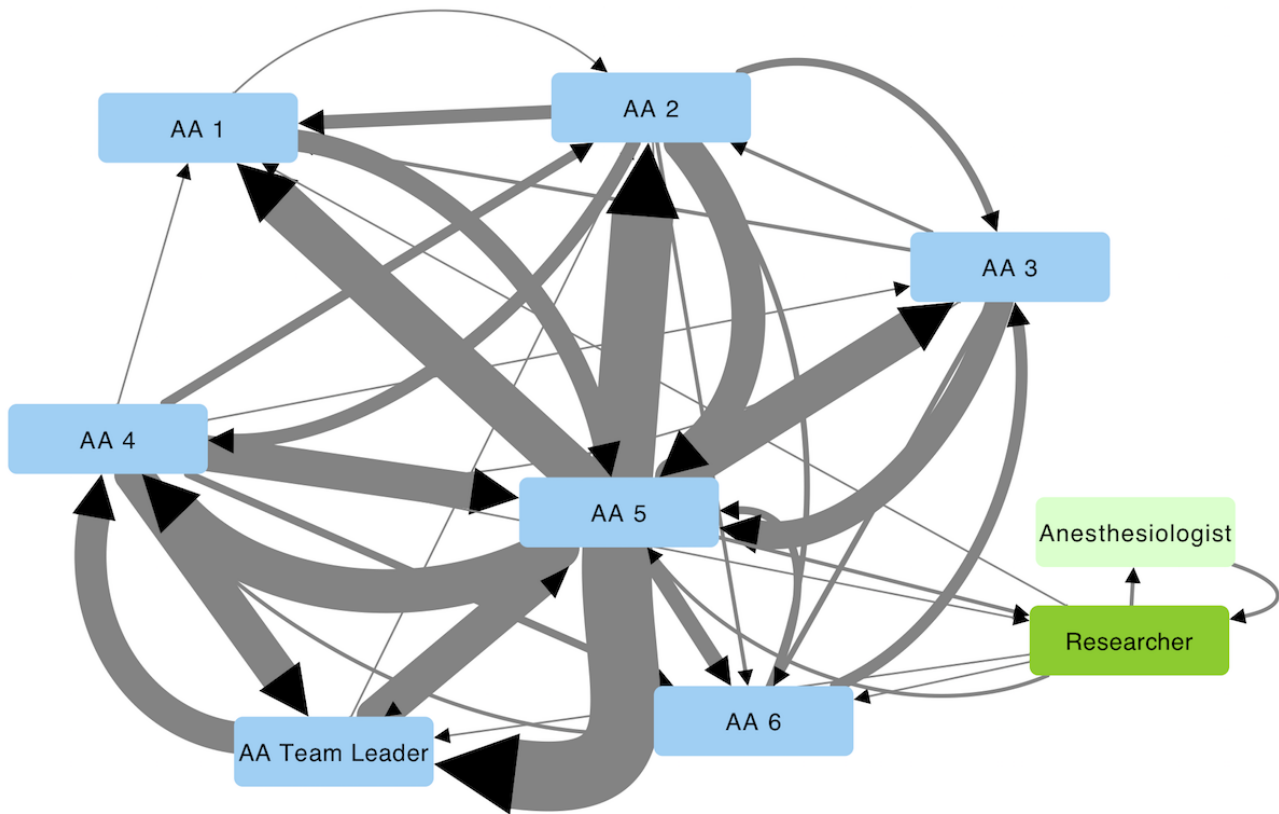 AA 1
AA 2
AA 3
AA 4
AA 5
Anesthesiologist
Researcher
AA 6
AA Team Leader